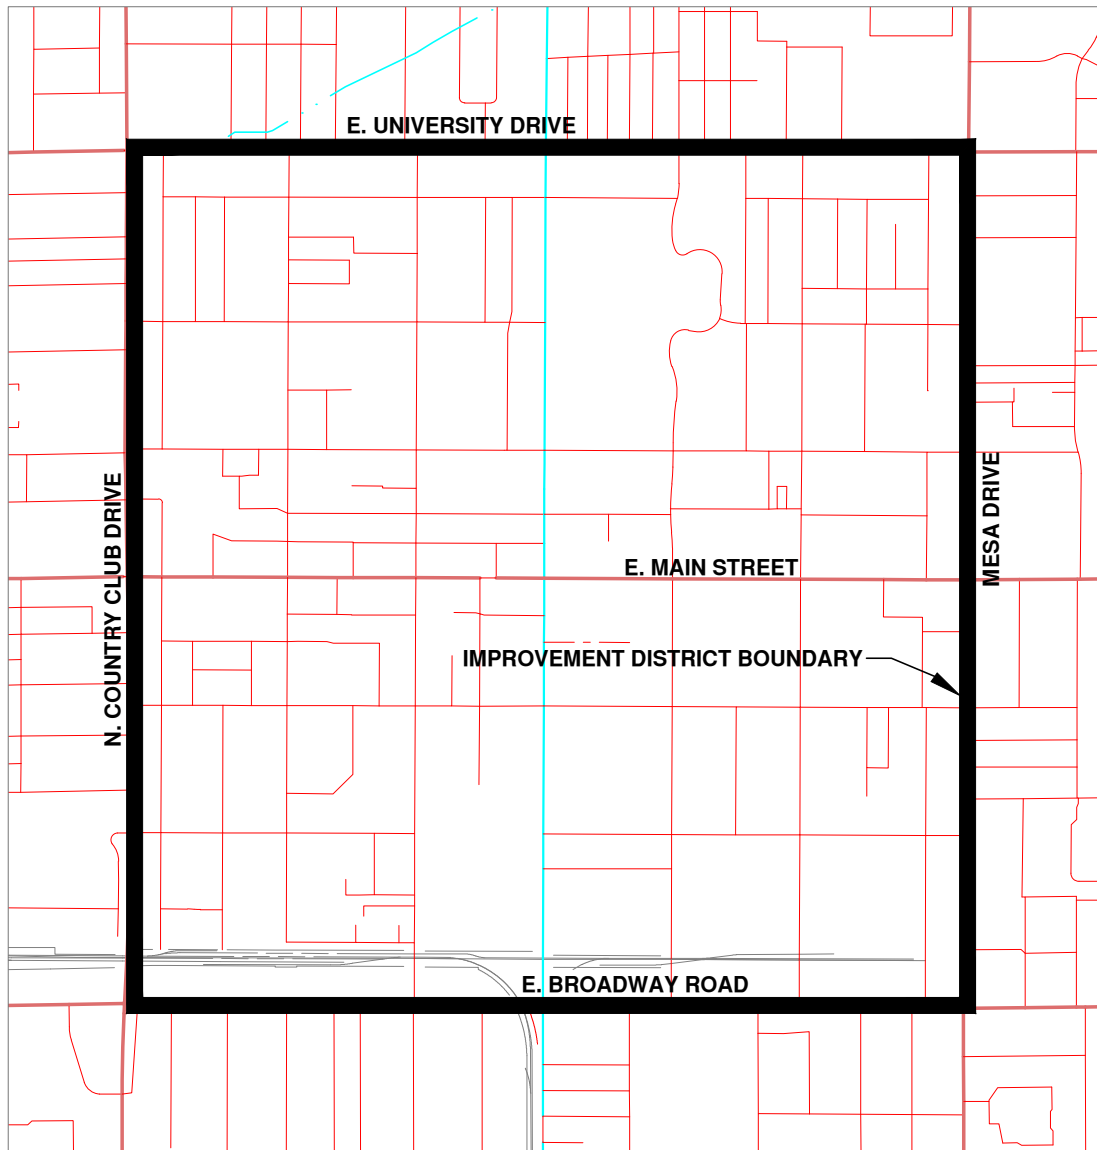 E. UNIVERSITY DRIVE
N. COUNTRY CLUB DRIVE
MESA DRIVE
E. MAIN STREET
IMPROVEMENT DISTRICT BOUNDARY
E. BROADWAY ROAD